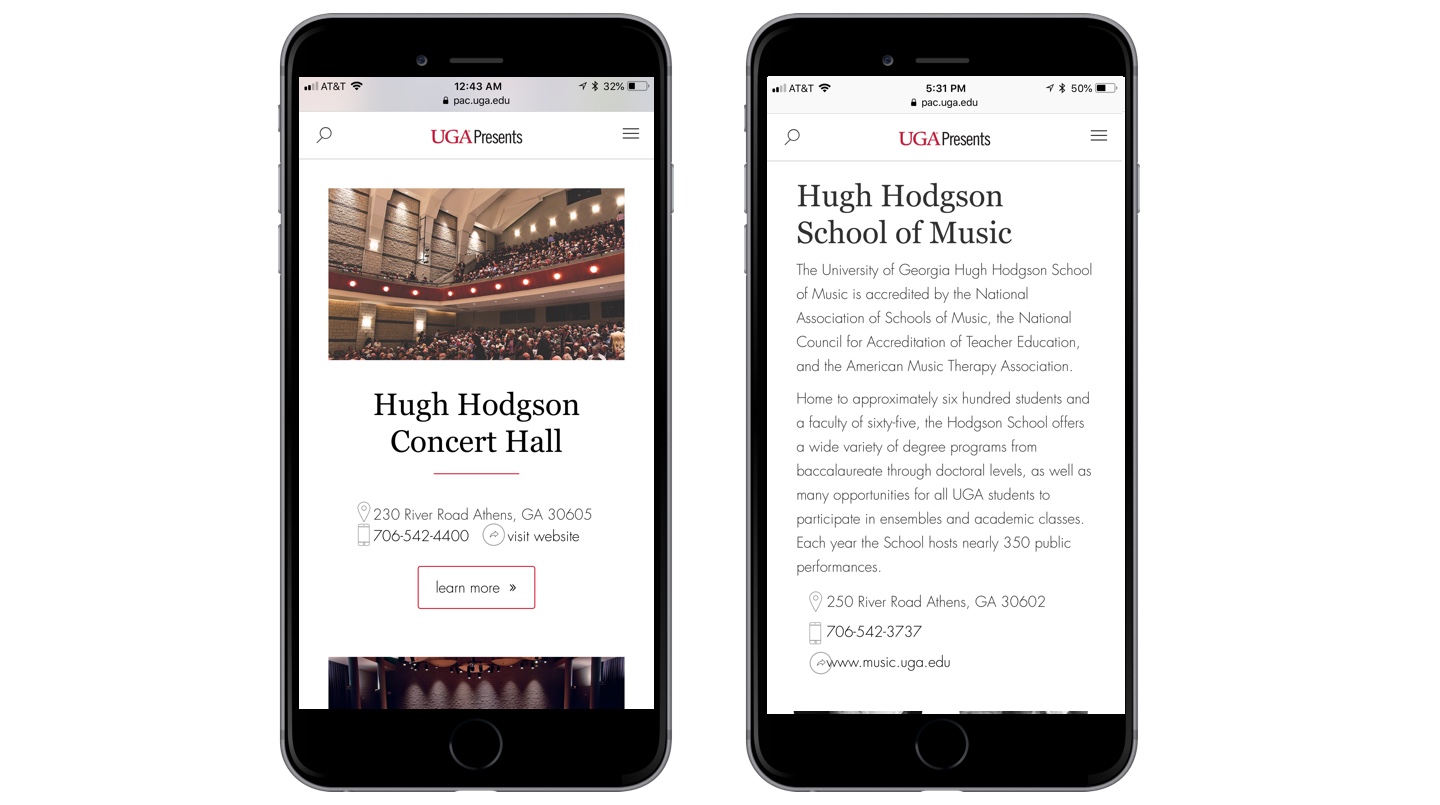 AT&T 12:43 AM 32%
pac.uga.edu
UGAPresents
Hugh Hodgson
Concert Hall
230 River Road Athens, GA 30605
706-542-4400 visit website
learn more »
AT&T 5:31 PM 50%
pac.uga.edu
UGAPresents
Hugh Hodgson
School of Music
The University of Georgia Hugh Hodgson School
of Music is accredited by the National
Association of Schools of Music, the National
Council for Accreditation of Teacher Education,
and the American Music Therapy Association.
Home to approximately six hundred students and
a faculty of sixty-five, the Hodgson School offers
a wide variety of degree programs from
baccalaureate through doctoral levels, as well as
many opportunities for all UGA students to
participate in ensembles and academic classes.
Each year the School hosts nearly 350 public
performances.
250 River Road Athens, GA 30602
706-542-3737
www.music.uga.edu